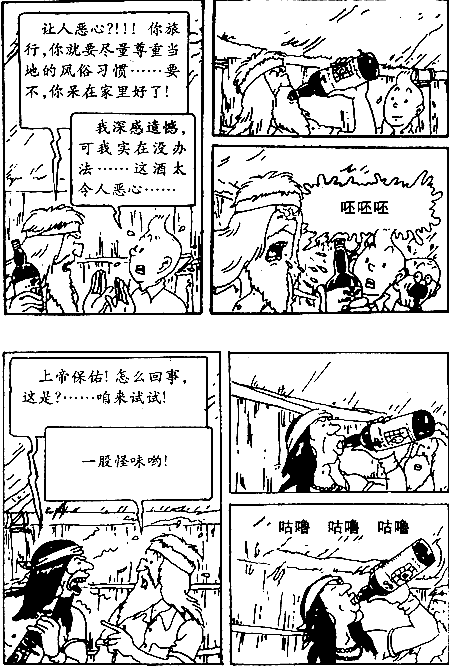 让人恶心?!!! 你旅
行,你就要尽量尊重当
地的风俗习惯……要
不,你呆在家里好了!
我深感遗憾,
可我实在没办
法……这酒太
令人恶心……
呸呸呸
上帝保佑!怎么回事,
这是?……咱来试试!
一股怪味哟!
咕噜 咕噜 咕噜